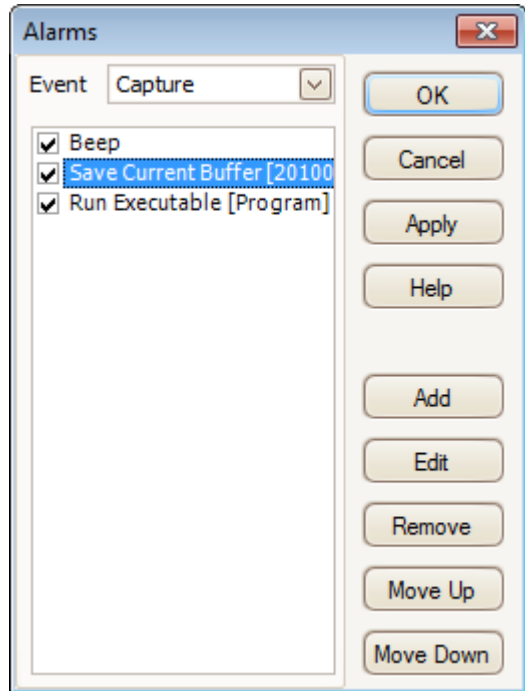 Alarms
Event Capture
Beep
Save Current Buffer [20100
Run Executable [Program]
OK
Cancel
Apply
Help
Add
Edit
Remove
Move Up
Move Down